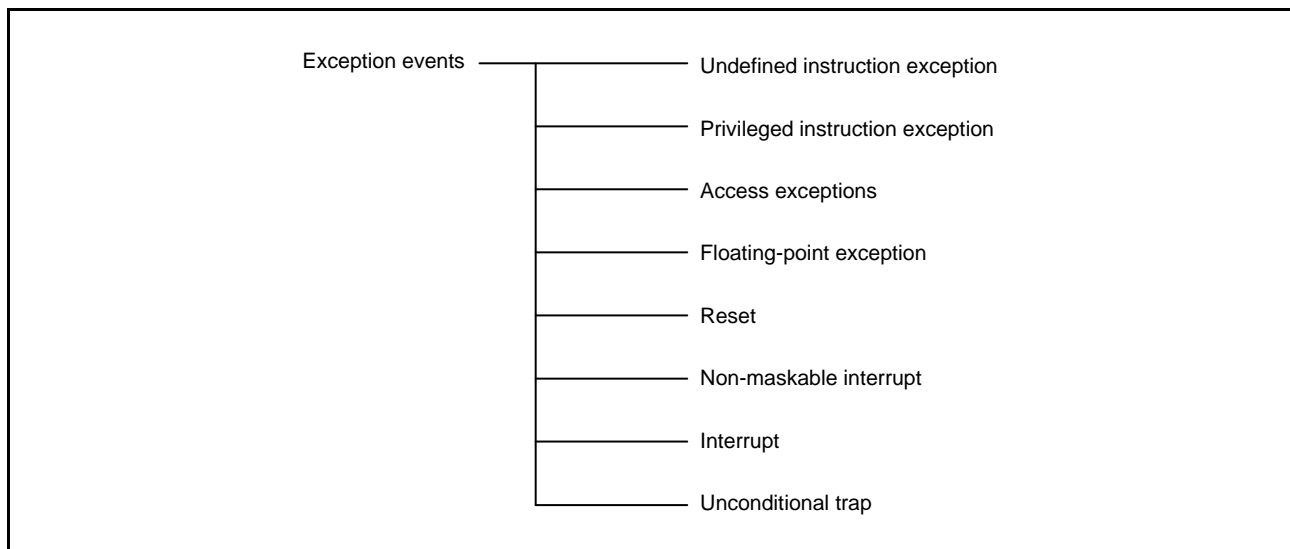 Exception events
Undefined instruction exception
Privileged instruction exception
Access exceptions
Floating-point exception
Reset
Non-maskable interrupt
Interrupt
Unconditional trap